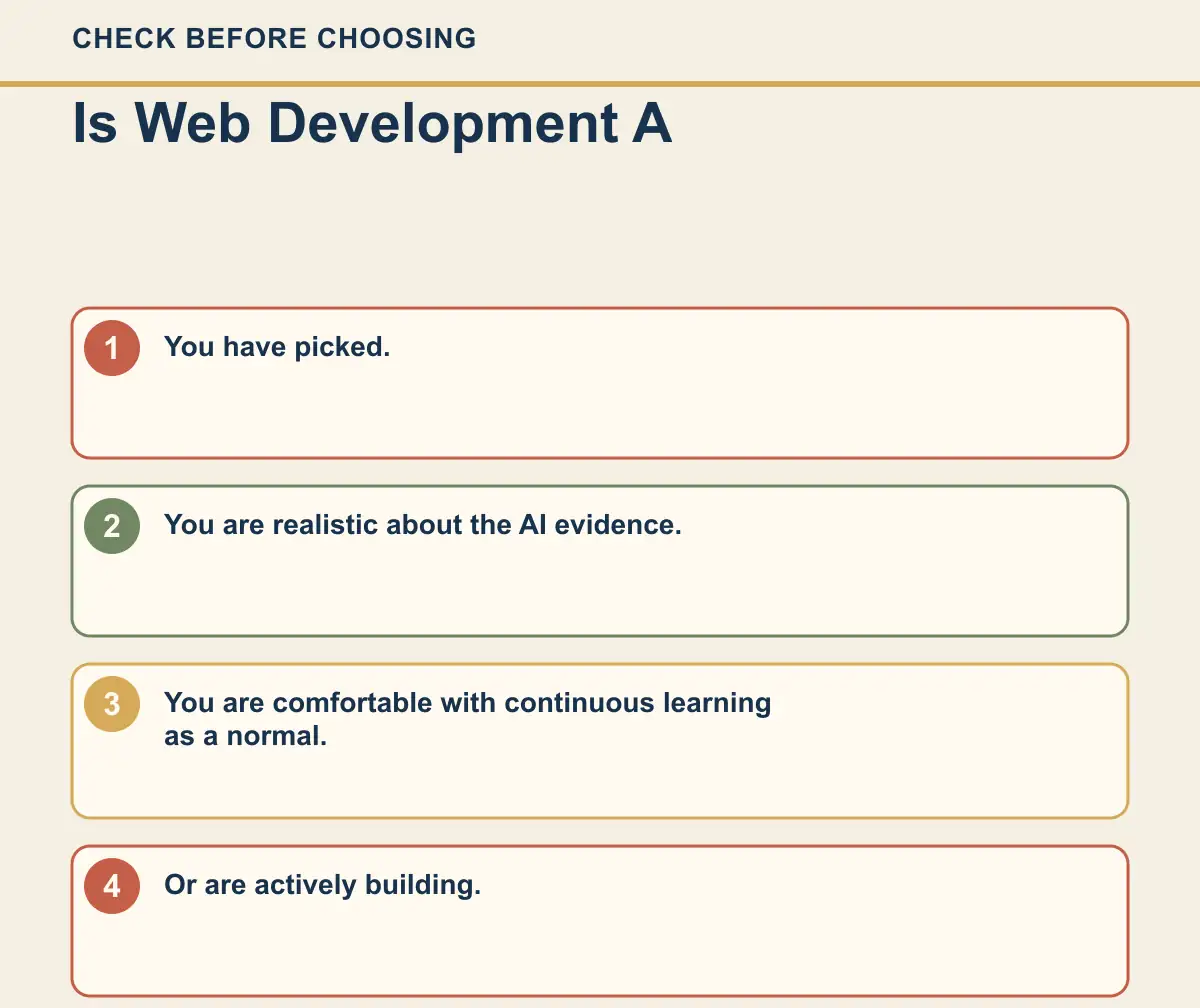 CHECK BEFORE CHOOSING
Is Web Development A
1
You have picked.
2
You are realistic about the AI evidence.
3
You are comfortable with continuous learning
as a normal.
4
Or are actively building.